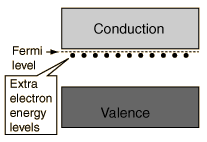 Conduction
Fermi
level
Extra
electron
energy
levels
Valence